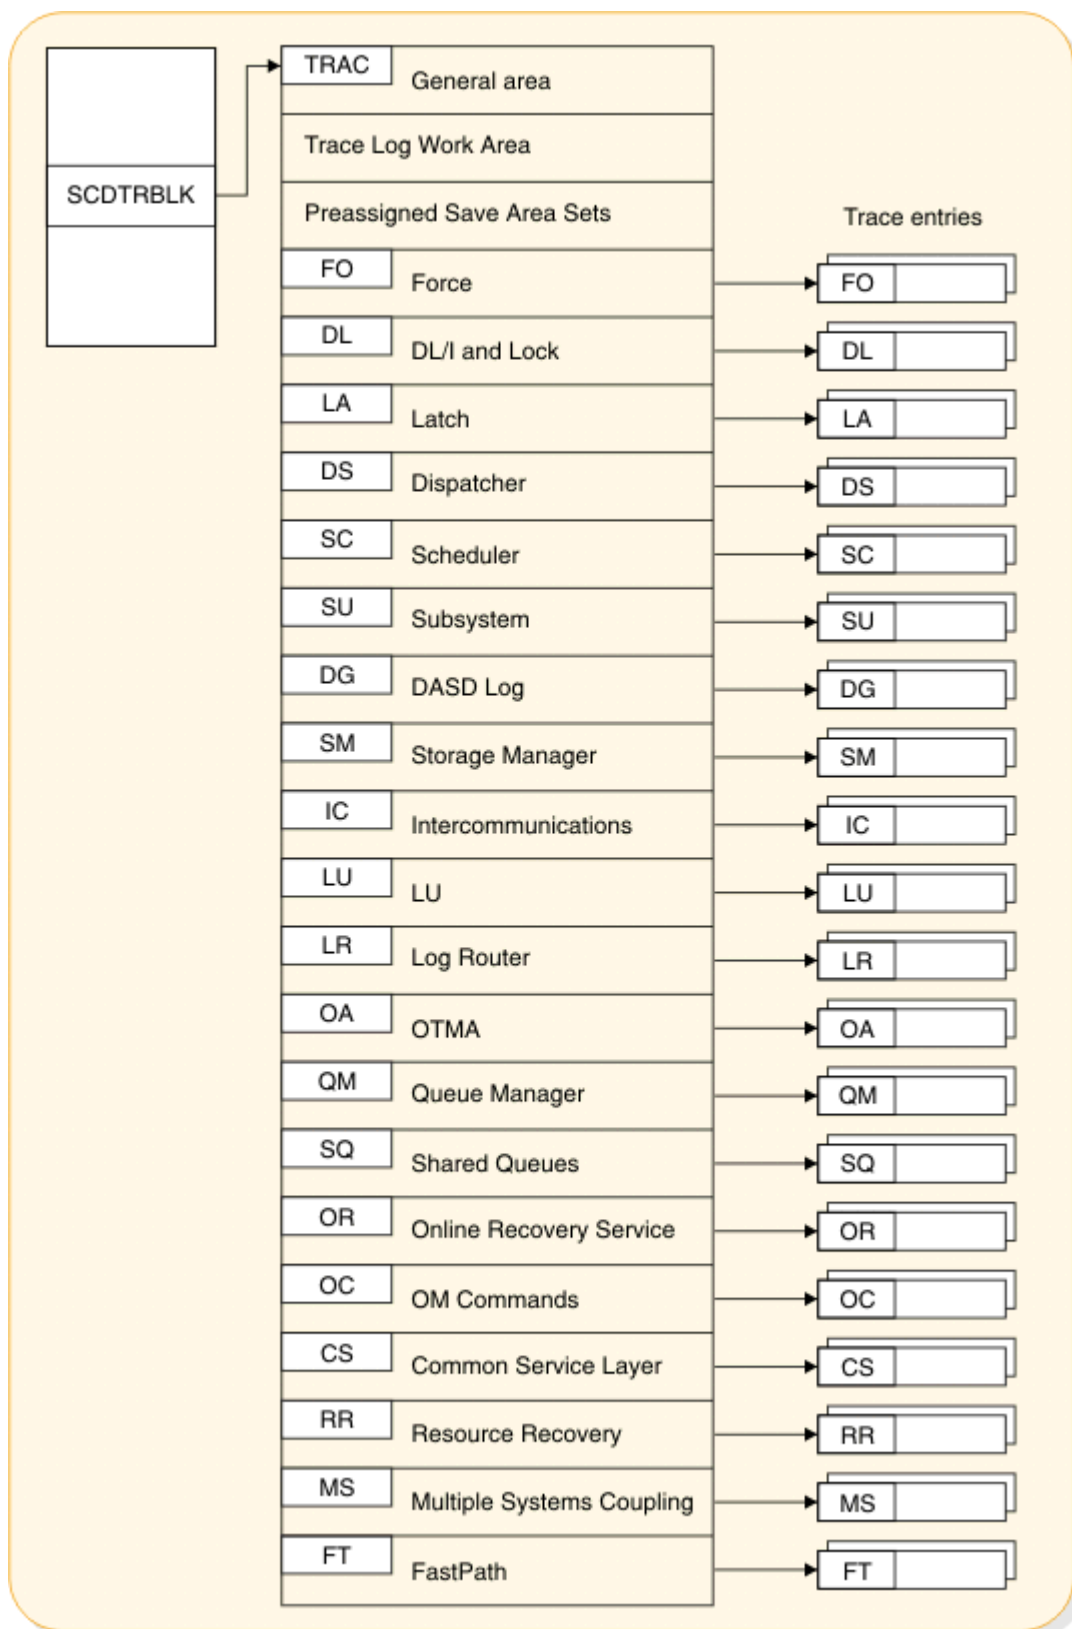 TRAC
General area
Trace Log Work Area
SCDTRBLK
Preassigned Save Area Sets
Trace entries
FO
Force
FO
DL
DL/I and Lock
DL
LA
Latch
LA
DS
Dispatcher
DS
SC
Scheduler
SC
SU
Subsystem
SU
DG
DASD Log
DG
SM
Storage Manager
SM
IC
Intercommunications
IC
LU
LU
LU
LR
Log Router
LR
OA
OTMA
OA
QM
Queue Manager
QM
SQ
Shared Queues
SQ
OR
Online Recovery Service
OR
OC
OM Commands
OC
CS
Common Service Layer
CS
RR
Resource Recovery
RR
MS
Multiple Systems Coupling
MS
FT
FastPath
FT